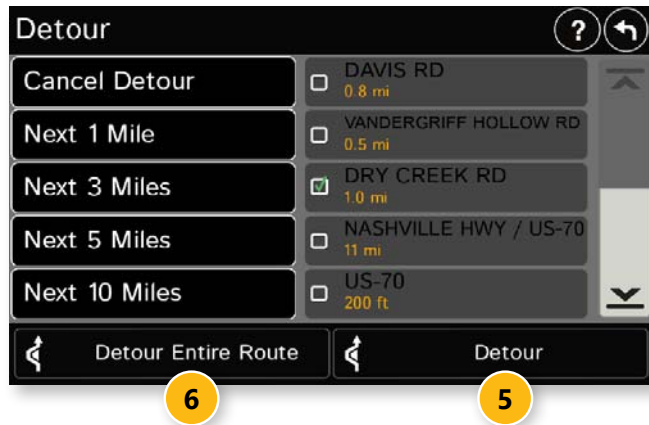 Detour
?
Cancel Detour
DAVIS RD
0.8 mi
Next 1 Mile
VANDERGRIFF HOLLOW RD
0.5 mi
Next 3 Miles
DRY CREEK RD
1.0 mi
Next 5 Miles
NASHVILLE HWY / US-70
11 mi
Next 10 Miles
US-70
200 ft
Detour Entire Route
Detour
6
5